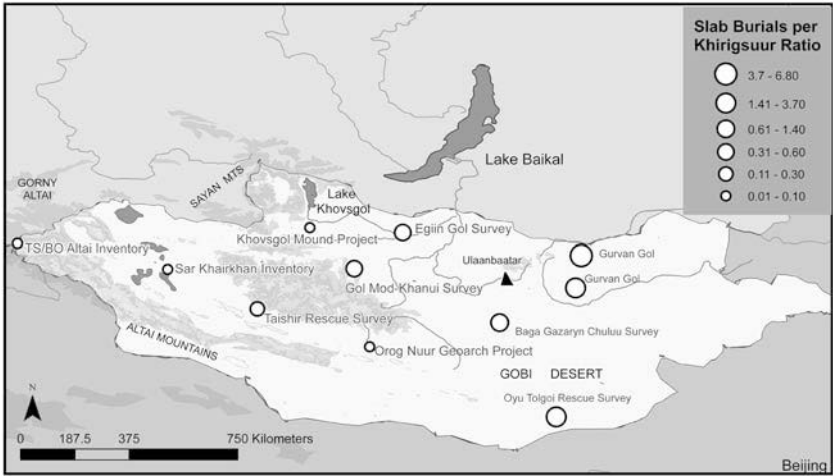 Slab Burials per
Khirigsuur Ratio
3.7 - 6.80
1.41 - 3.70
0.61 - 1.40
0.31 - 0.60
0.11 - 0.30
0.01 - 0.10
Lake Baikal
GORNY
ALTAI
SAYAN MTS
Lake
Khovsgol
Khovsgol Mound Project
Egiin Gol Survey
TS/BO Altai Inventory
Sar Khairkhan Inventory
Ulaanbaatar
Gurvan Gol
Gol Mod-Khanui Survey
Gurvan Gol
Taishir Rescue Survey
Baga Gazaryn Chuluu Survey
ALTAI MOUNTAINS
Orog Nuur Geoarch Project
GOBI DESERT
Oyu Tolgoi Rescue Survey
N
0 187.5 375 750 Kilometers
Beijing